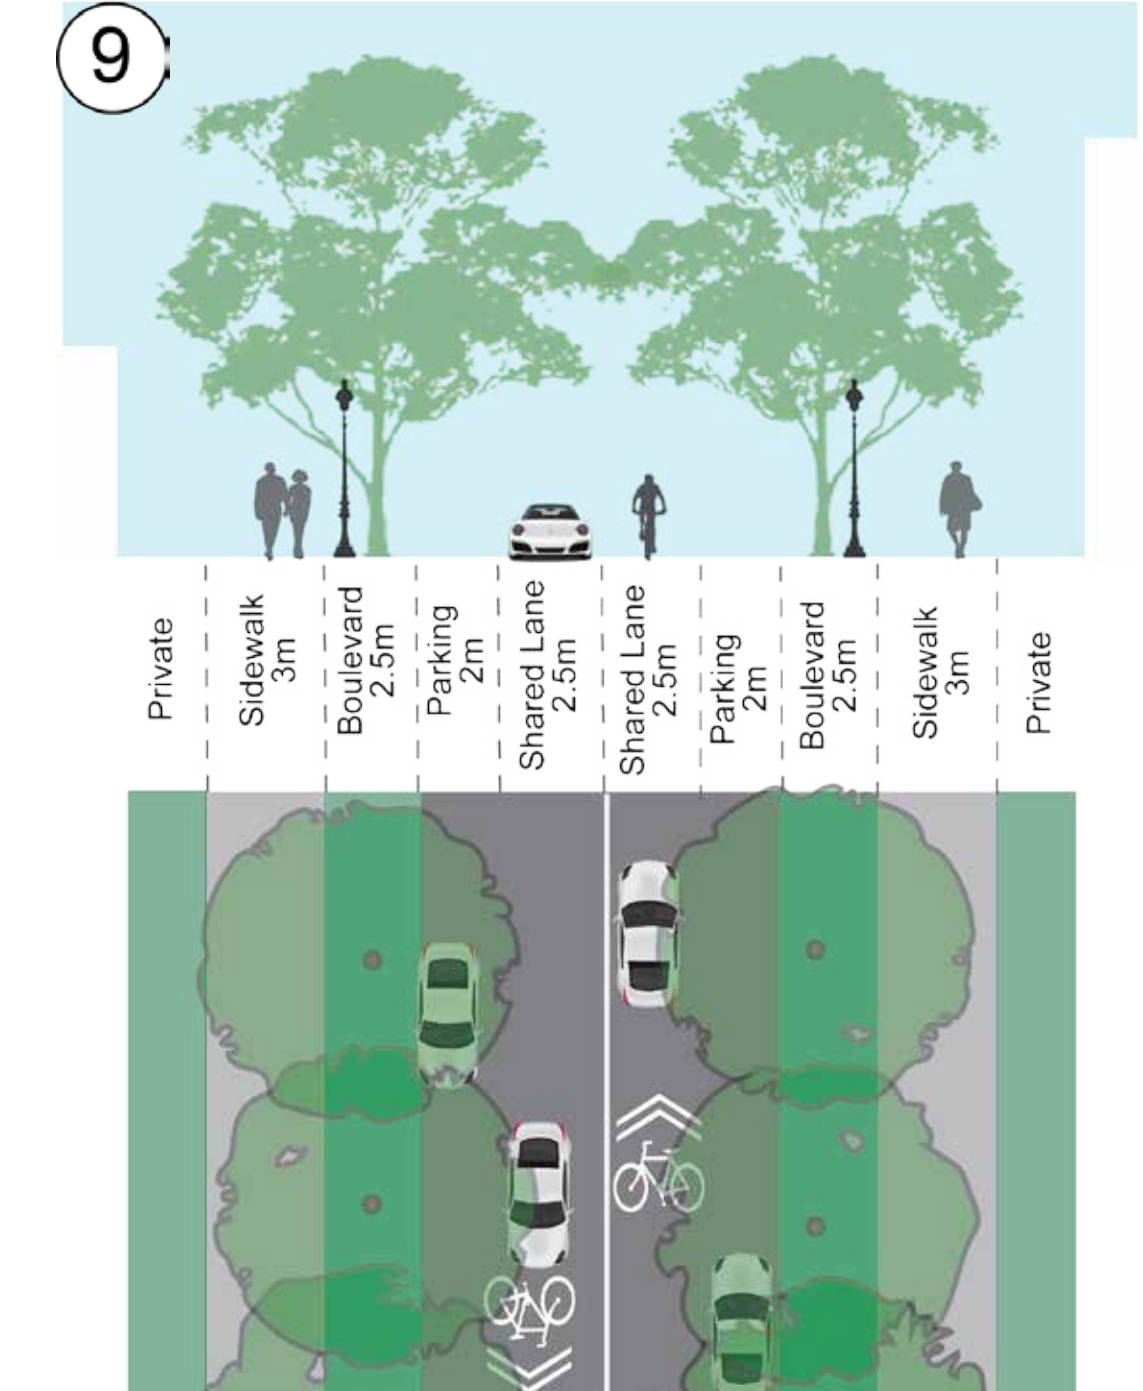 9
Private
Sidewalk
3m
Boulevard
2.5m
Parking
2m
Shared Lane
2.5m
Shared Lane
2.5m
Parking
2m
Boulevard
2.5m
Sidewalk
3m
Private